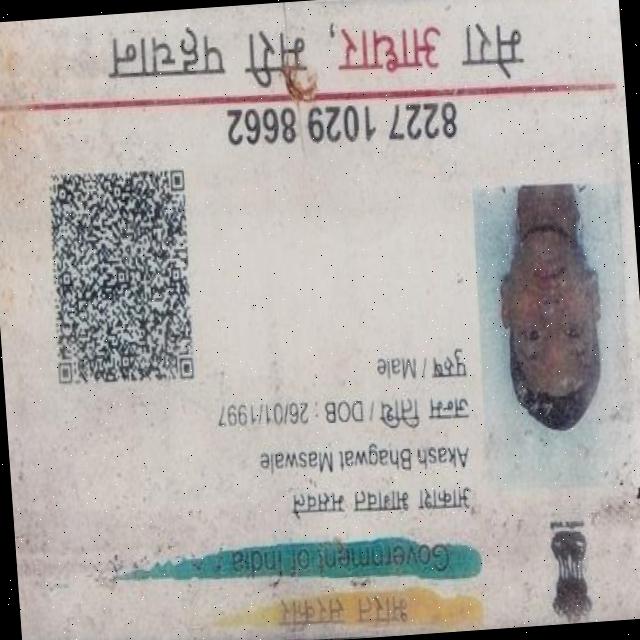 भारत सरकार
Government of India
आकाश भागवत मसवले
Akash Bhagwat Maswale
जन्म तिथि / DOB : 26/01/1997
पुरुष / Male
8227 1029 8662
मेरा आधार, मेरी पहचान